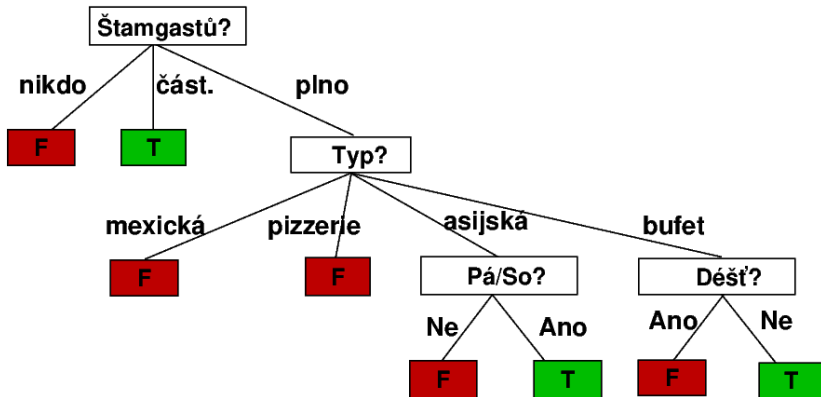 Štamgastů?
nikdo část. plno
F T
Typ?
mexická pizzerie asijská bufet
F F
Pá/So? Déšť?
Ne Ano Ano Ne
F T F T